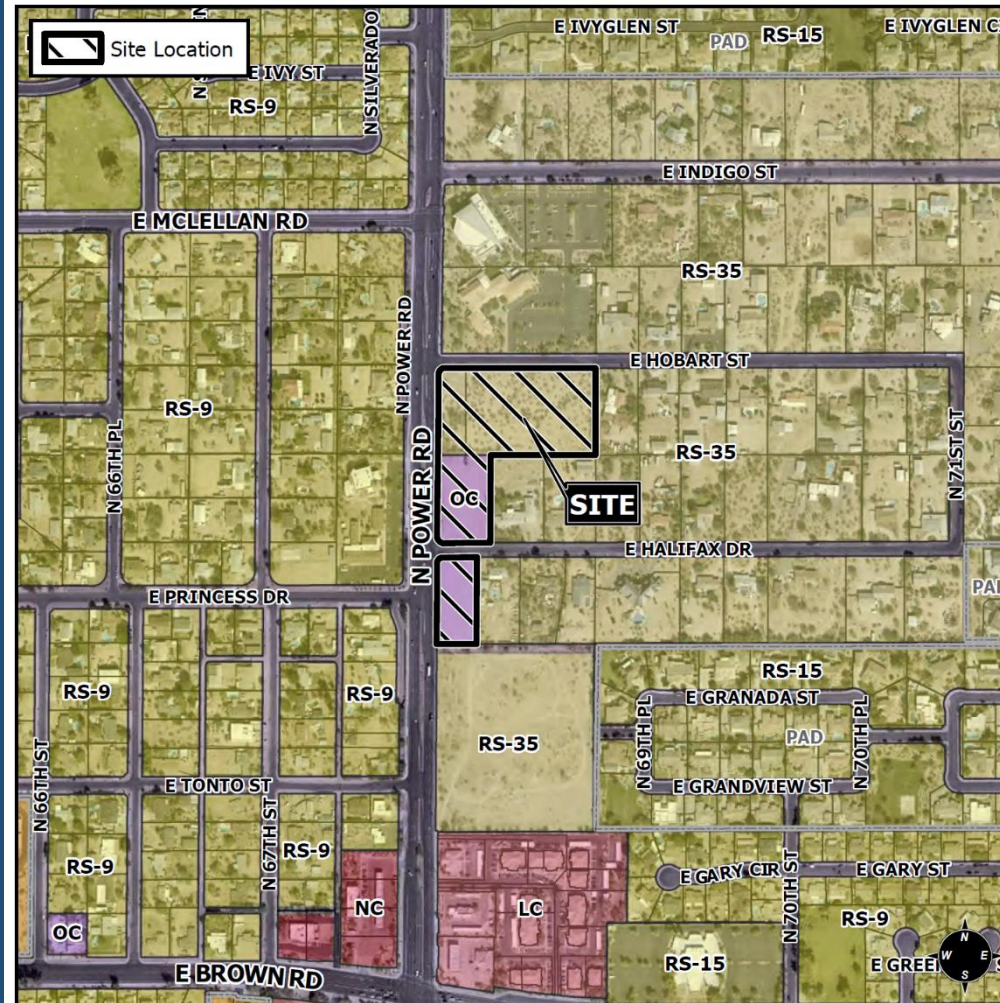 Site Location
E IVYGLEN ST
PAD
RS-15
E IVYGLEN C
E IVY ST
RS-9
N SILVERADO
E INDIGO ST
E MCLELLAN RD
RS-35
N POWER RD
E HOBART ST
RS-9
RS-35
N 66TH PL
N POWER RD
OC
SITE
N 71ST ST
E HALIFAX DR
E PRINCESS DR
PAD
RS-15
RS-9
RS-9
E GRANADA ST
RS-35
N 69TH PL
PAD
N 70TH PL
N 66TH ST
E TONTO ST
E GRANDVIEW ST
N 67TH ST
RS-9
RS-9
E GARY CIR
E GARY ST
N 70TH ST
NC
LC
RS-9
OC
RS-15
E GREE
E BROWN RD
N
W E
S